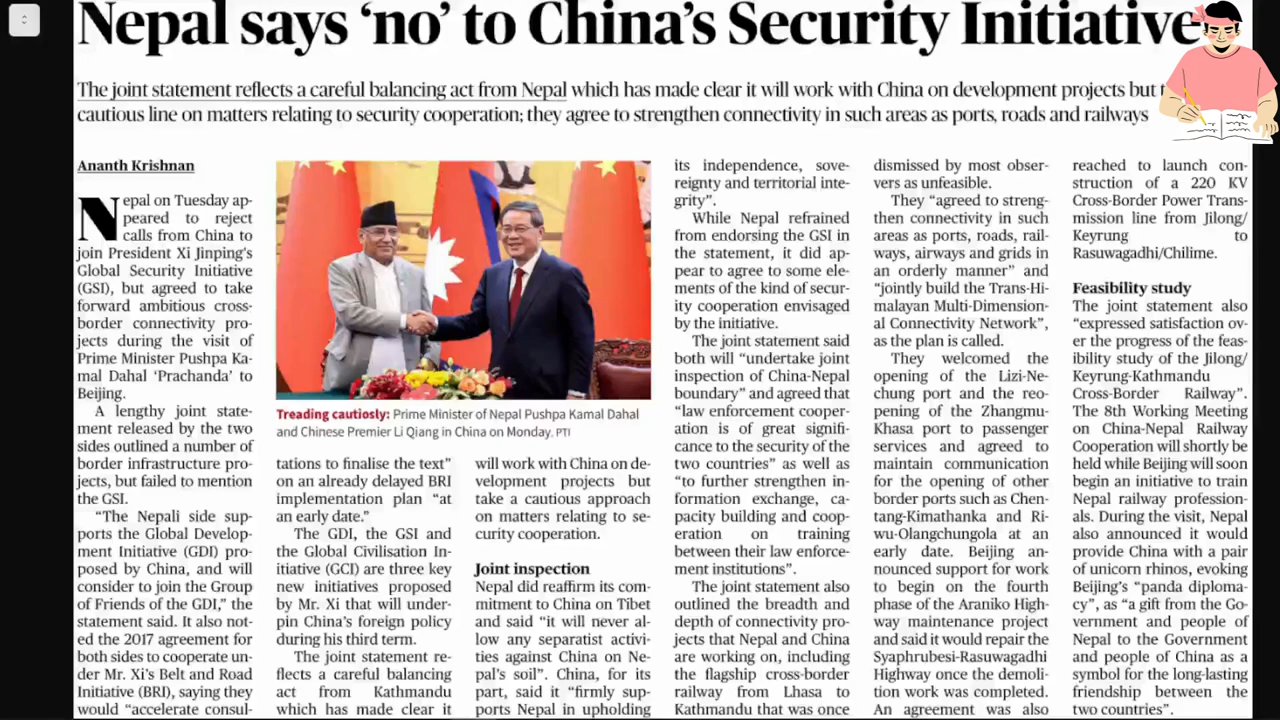 Nepal says ‘no’ to China’s Security Initiative
The joint statement reflects a careful balancing act from Nepal which has made clear it will work with China on development projects but
cautious line on matters relating to security cooperation; they agree to strengthen connectivity in such areas as ports, roads and railways
Ananth Krishnan
Nepal on Tuesday ap-
peared to reject
calls from China to
join President Xi Jinping’s
Global Security Initiative
(GSI), but agreed to take
forward ambitious cross-
border connectivity pro-
jects during the visit of
Prime Minister Pushpa Ka-
mal Dahal ‘Prachanda’ to
Beijing.
A lengthy joint state-
ment released by the two
sides outlined a number of
border infrastructure pro-
jects, but failed to mention
the GSI.
“The Nepali side sup-
ports the Global Develop-
ment Initiative (GDI) pro-
posed by China, and will
consider to join the Group
of Friends of the GDI,” the
statement said. It also not-
ed the 2017 agreement for
both sides to cooperate un-
der Mr. Xi’s Belt and Road
Initiative (BRI), saying they
would “accelerate consul-
Treading cautiosly: Prime Minister of Nepal Pushpa Kamal Dahal
and Chinese Premier Li Qiang in China on Monday. PTI
tations to finalise the text”
on an already delayed BRI
implementation plan “at
an early date.”
The GDI, the GSI and
the Global Civilisation In-
itiative (GCI) are three key
new initiatives proposed
by Mr. Xi that will under-
pin China’s foreign policy
during his third term.
The joint statement re-
flects a careful balancing
act from Kathmandu
which has made clear it
will work with China on de-
velopment projects but
take a cautious approach
on matters relating to se-
curity cooperation.
Joint inspection
Nepal did reaffirm its com-
mitment to China on Tibet
and said “it will never al-
low any separatist activi-
ties against China on Ne-
pal’s soil”. China, for its
part, said it “firmly sup-
ports Nepal in upholding
its independence, sove-
reignty and territorial inte-
grity”.
While Nepal refrained
from endorsing the GSI in
the statement, it did ap-
pear to agree to some ele-
ments of the kind of secur-
ity cooperation envisaged
by the initiative.
The joint statement said
both will “undertake joint
inspection of China-Nepal
boundary” and agreed that
“law enforcement cooper-
ation is of great signifi-
cance to the security of the
two countries” as well as
“to further strengthen in-
formation exchange, ca-
pacity building and coop-
eration on training
between their law enforce-
ment institutions”.
The joint statement also
outlined the breadth and
depth of connectivity pro-
jects that Nepal and China
are working on, including
the flagship cross-border
railway from Lhasa to
Kathmandu that was once
dismissed by most obser-
vers as unfeasible.
They “agreed to streng-
then connectivity in such
areas as ports, roads, rail-
ways, airways and grids in
an orderly manner” and
“jointly build the Trans-Hi-
malayan Multi-Dimension-
al Connectivity Network”,
as the plan is called.
They welcomed the
opening of the Lizi-Ne-
chung port and the reo-
pening of the Zhangmu-
Khasa port to passenger
services and agreed to
maintain communication
for the opening of other
border ports such as Chen-
tang-Kimathanka and Ri-
wu-Olangchungola at an
early date. Beijing an-
nounced support for work
to begin on the fourth
phase of the Araniko High-
way maintenance project
and said it would repair the
Syaphrubesi-Rasuwagadhi
Highway once the demoli-
tion work was completed.
An agreement was also
reached to launch con-
struction of a 220 KV
Cross-Border Power Trans-
mission line from Jilong/
Keyrung to
Rasuwagadhi/Chilime.
Feasibility study
The joint statement also
“expressed satisfaction ov-
er the progress of the feas-
ibility study of the Jilong/
Keyrung-Kathmandu
Cross-Border Railway”.
The 8th Working Meeting
on China-Nepal Railway
Cooperation will shortly be
held while Beijing will soon
begin an initiative to train
Nepal railway profession-
als. During the visit, Nepal
also announced it would
provide China with a pair
of unicorn rhinos, evoking
Beijing’s “panda diploma-
cy”, as “a gift from the Go-
vernment and people of
Nepal to the Government
and people of China as a
symbol for the long-lasting
friendship between the
two countries”.